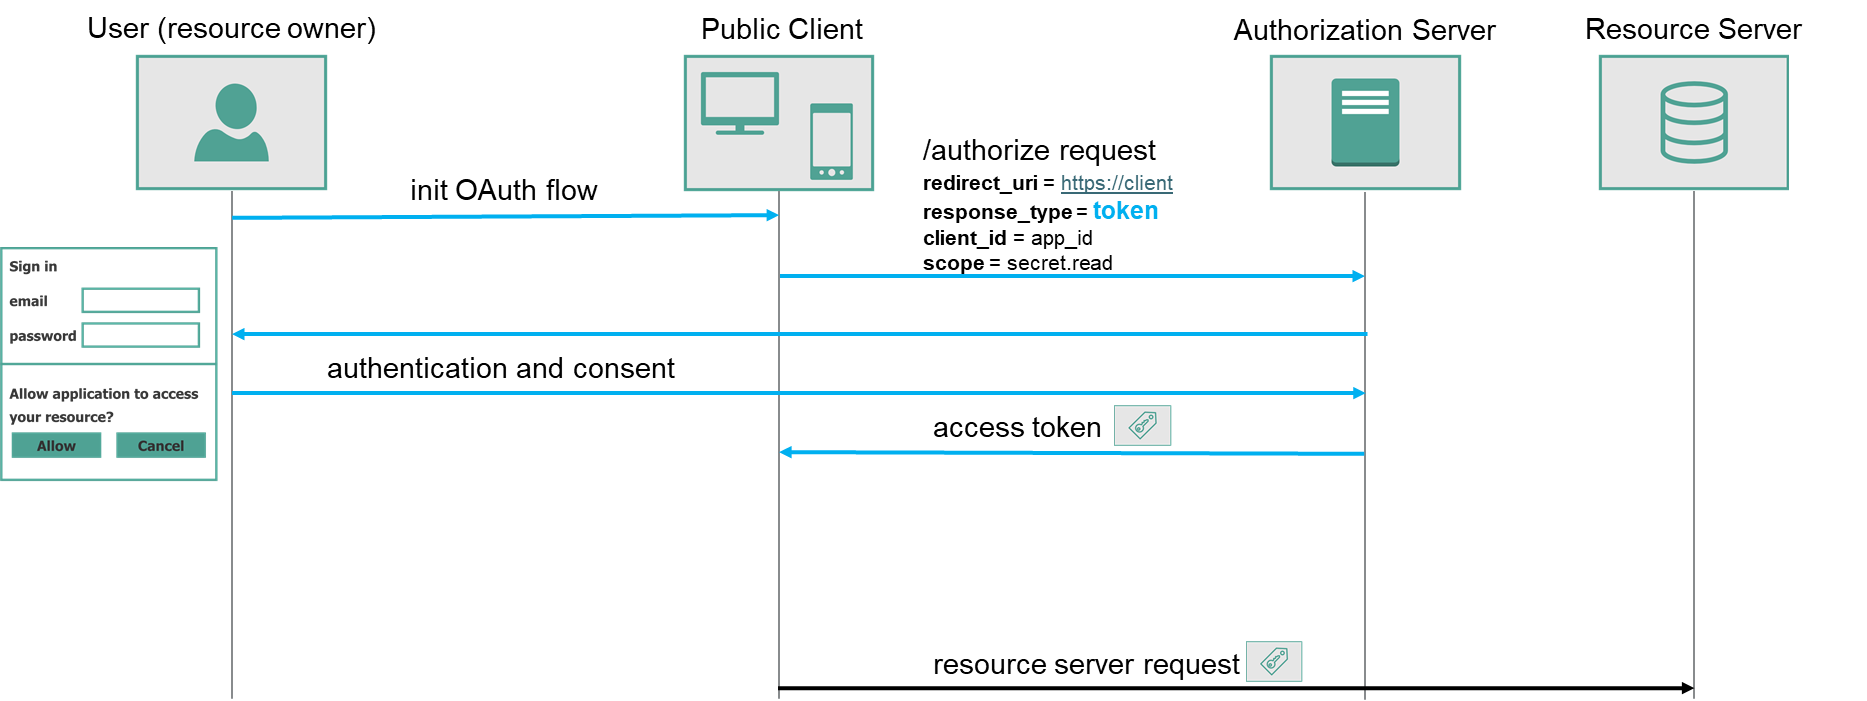 User (resource owner)
Public Client
Authorization Server
Resource Server
init OAuth flow
/authorize request
redirect_uri = https://client
response_type = token
client_id = app_id
scope = secret.read
Sign in
email
password
authentication and consent
Allow application to access
your resource?
Allow
Cancel
access token
resource server request